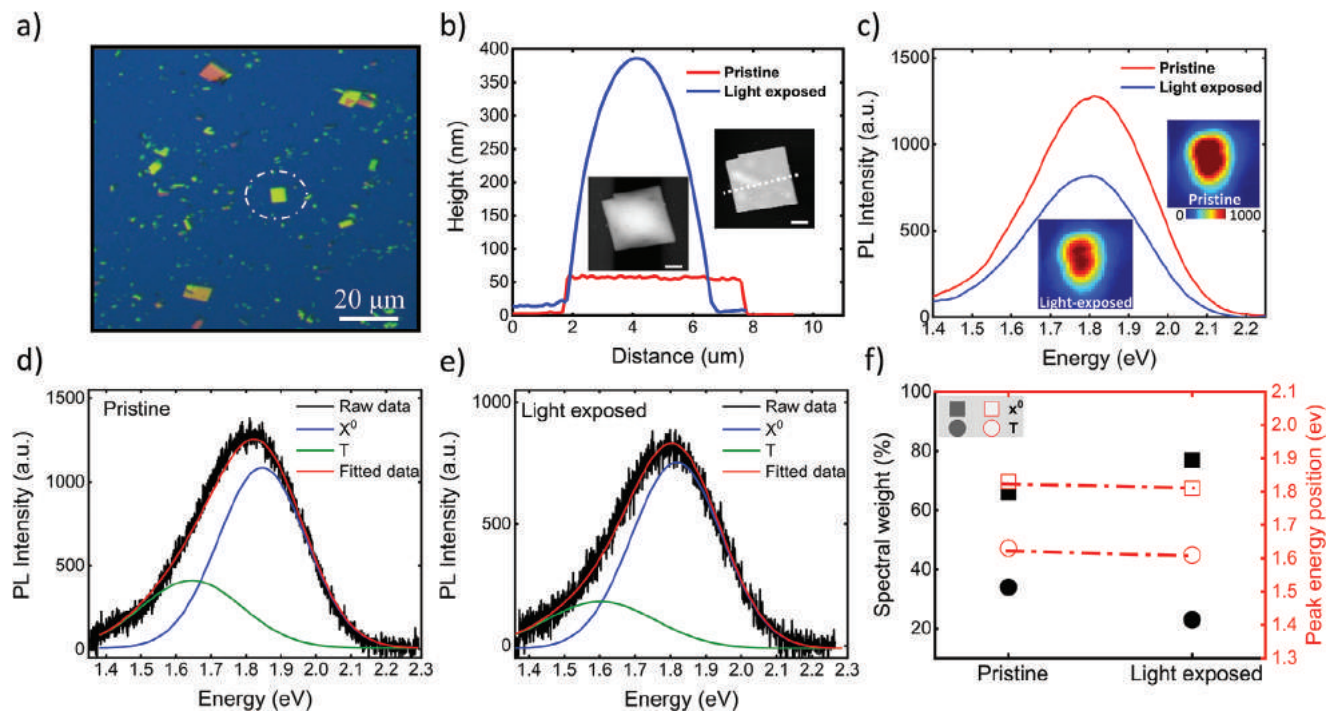 a)
20 μm
b)
400
350
300
250
200
150
100
50
0
Height (nm)
0 2 4 6 8 10
Distance (um)
Pristine
Light exposed
c)
1500
1000
500
0
PL Intensity (a.u.)
1.4 1.5 1.6 1.7 1.8 1.9 2.0 2.1 2.2
Energy (eV)
Pristine
Light exposed
Pristine
0 1000
Light-exposed
d)
1500
1000
500
0
PL Intensity (a.u.)
Pristine
Raw data
X⁰
T
Fitted data
1.4 1.5 1.6 1.7 1.8 1.9 2.0 2.1 2.2 2.3
Energy (eV)
e)
1000
500
0
PL Intensity (a.u.)
Light exposed
Raw data
X⁰
T
Fitted data
1.4 1.5 1.6 1.7 1.8 1.9 2.0 2.1 2.2 2.3
Energy (eV)
f)
100
80
60
40
20
Spectral weight (%)
x⁰
T
2.1
2.0
1.9
1.8
1.7
1.6
1.5
1.4
1.3
Peak energy position (ev)
Pristine Light exposed